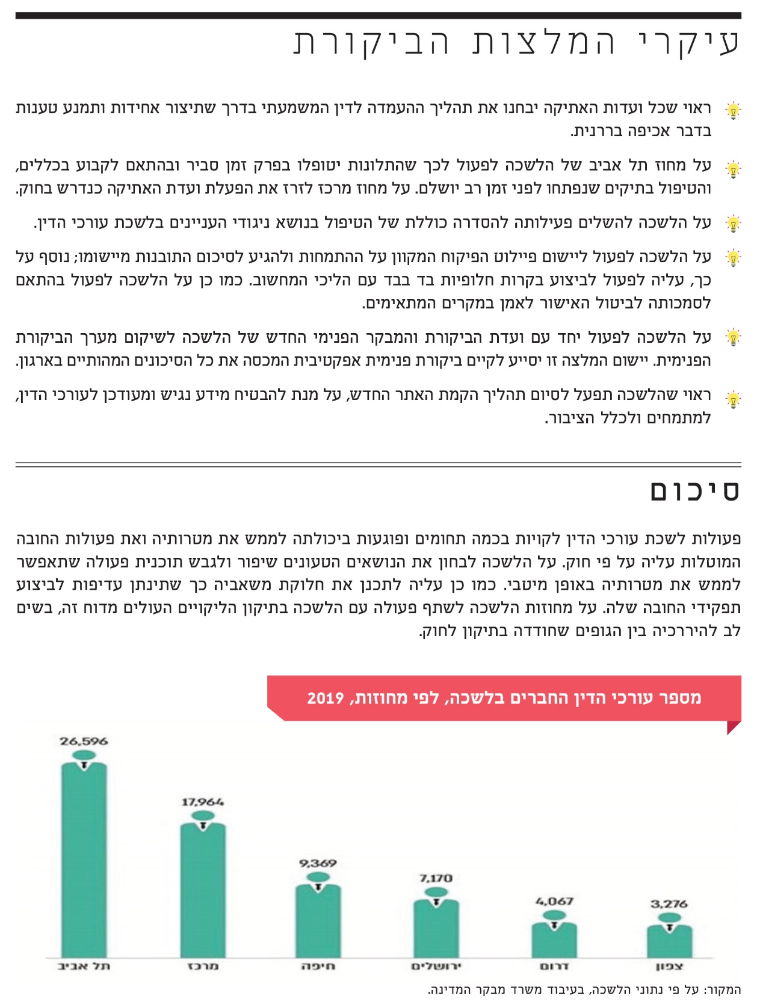 עיקרי המלצות הביקורת
ראוי שכל ועדות האתיקה יבחנו את תהליך ההעמדה לדין המשמעתי בדרך שתיצור אחידות ותמנע טענות
בדבר אכיפה בררנית.
על מחוז תל אביב של הלשכה לפעול לכך שהתלונות יטופלו בפרק זמן סביר ובהתאם לקבוע בכללים,
והטיפול בתיקים שנפתחו לפני זמן רב יושלם. על מחוז מרכז לזרז את הפעלת ועדת האתיקה כנדרש בחוק.
על הלשכה להשלים פעילותה להסדרה כוללת של הטיפול בנושא ניגודי העניינים בלשכת עורכי הדין.
על הלשכה לפעול ליישום פיילוט הפיקוח המקוון על ההתמחות ולהגיע לסיכום התובנות מיישומו; נוסף על
כך, עליה לפעול לביצוע בקרות חלופיות בד בבד עם הליכי המחשוב. כמו כן על הלשכה לפעול בהתאם
לסמכותה לביטול האישור לאמן במקרים המתאימים.
על הלשכה לפעול יחד עם ועדת הביקורת והמבקר הפנימי החדש של הלשכה לשיקום מערך הביקורת
הפנימית. יישום המלצה זו יסייע לקיים ביקורת פנימית אפקטיבית המכסה את כל הסיכונים המהותיים בארגון.
ראוי שהלשכה תפעל לסיום תהליך הקמת האתר החדש, על מנת להבטיח מידע נגיש ומעודכן לעורכי הדין,
למתמחים ולכלל הציבור.
סיכום
פעולות לשכת עורכי הדין לקויות בכמה תחומים ופוגעות ביכולתה לממש את מטרותיה ואת פעולות החובה
המוטלות עליה על פי חוק. על הלשכה לבחון את הנושאים הטעונים שיפור ולגבש תוכנית פעולה שתאפשר
לממש את מטרותיה באופן מיטבי. כמו כן עליה לתכנן את חלוקת משאביה כך שתינתן עדיפות לביצוע
תפקידי החובה שלה. על מחוזות הלשכה לשתף פעולה עם הלשכה בתיקון הליקויים העולים מדוח זה, בשים
לב להיררכיה בין הגופים שחודדה בתיקון לחוק.
מספר עורכי הדין החברים בלשכה, לפי מחוזות, 2019
26,596
17,964
9,369
7,170
4,067
3,276
תל אביב
מרכז
חיפה
ירושלים
דרום
צפון
המקור: על פי נתוני הלשכה, בעיבוד משרד מבקר המדינה.